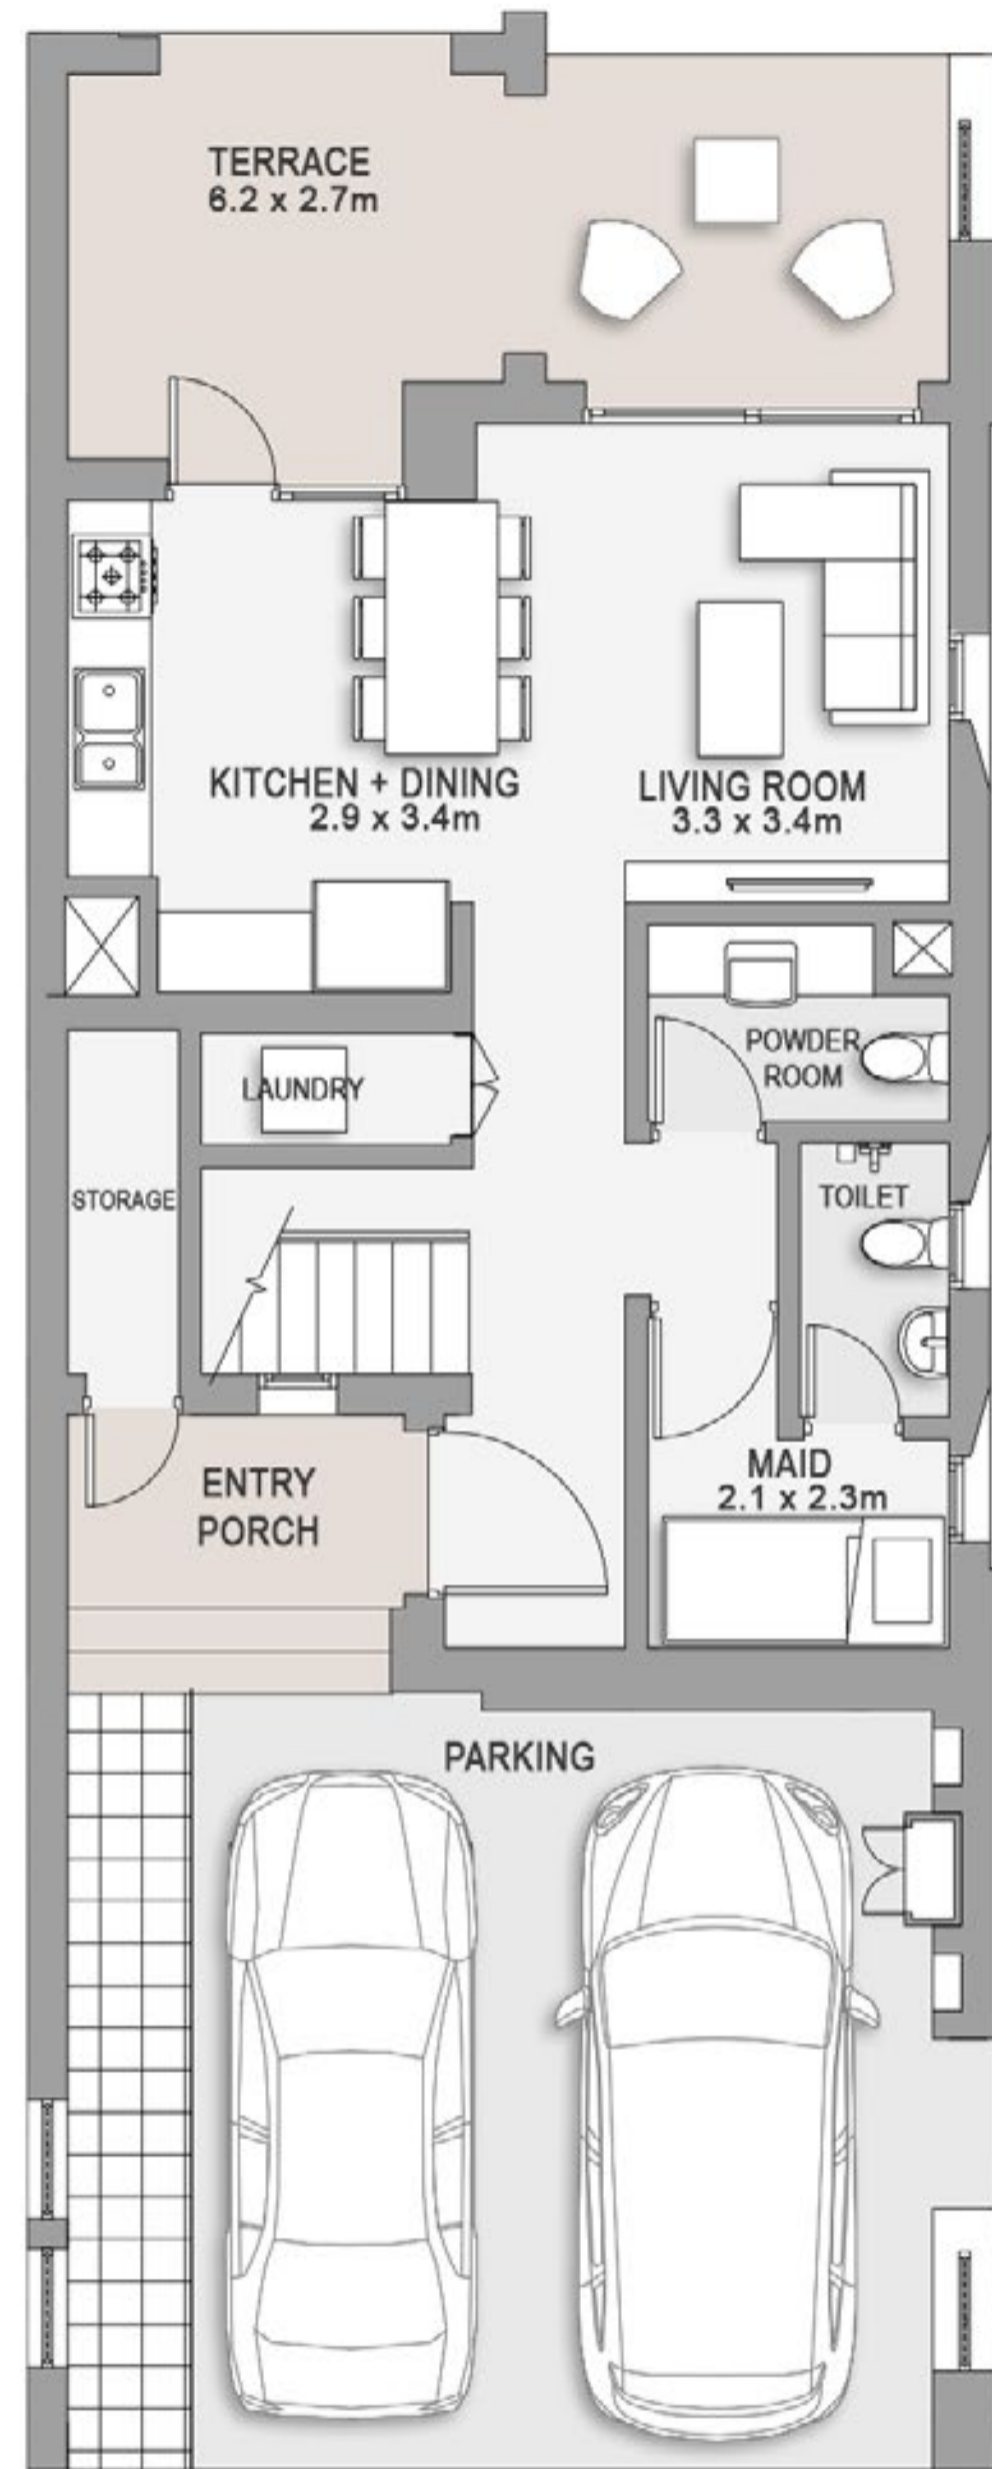 TERRACE
6.2 x 2.7m
KITCHEN + DINING
2.9 x 3.4m
LIVING ROOM
3.3 x 3.4m
POWDER
ROOM
LAUNDRY
STORAGE
TOILET
ENTRY
PORCH
MAID
2.1 x 2.3m
PARKING